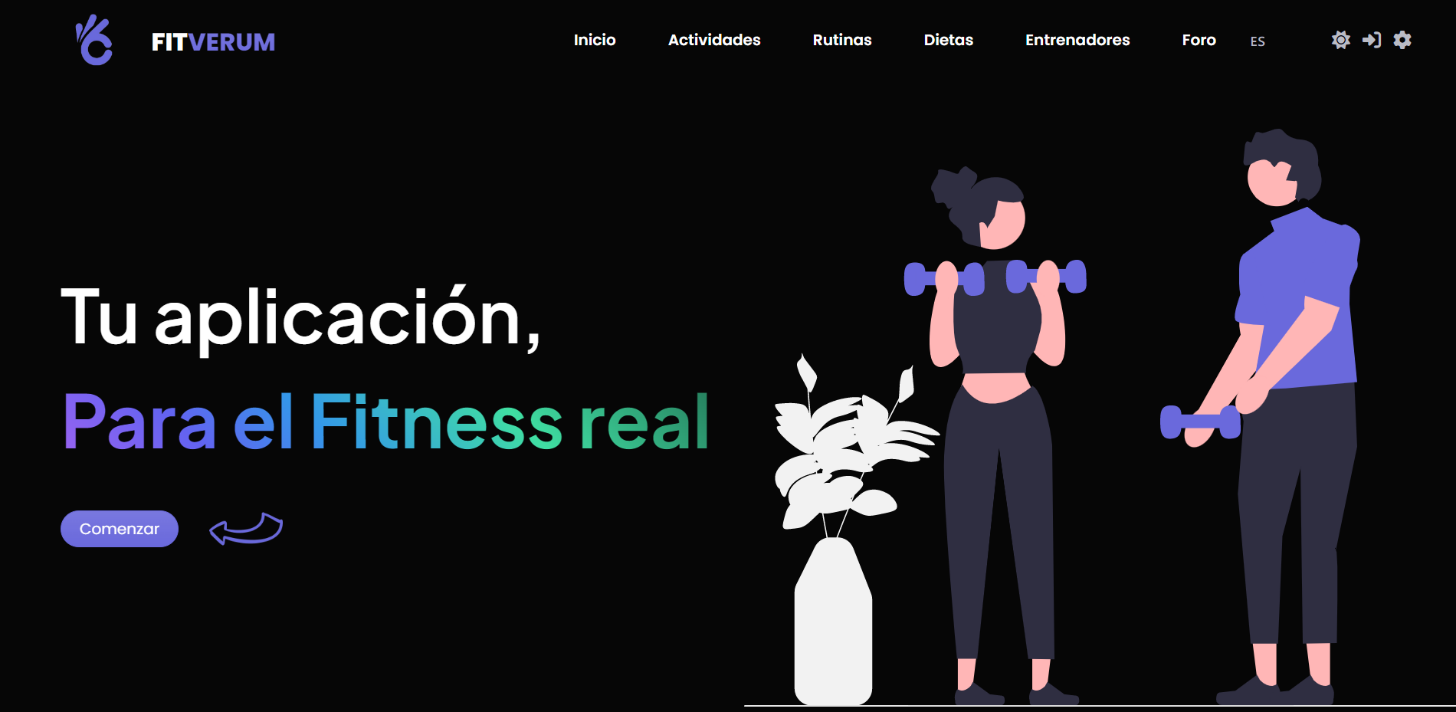 FITVERUM
Inicio Actividades Rutinas Dietas Entrenadores Foro ES
Tu aplicación,
Para el Fitness real
Comenzar